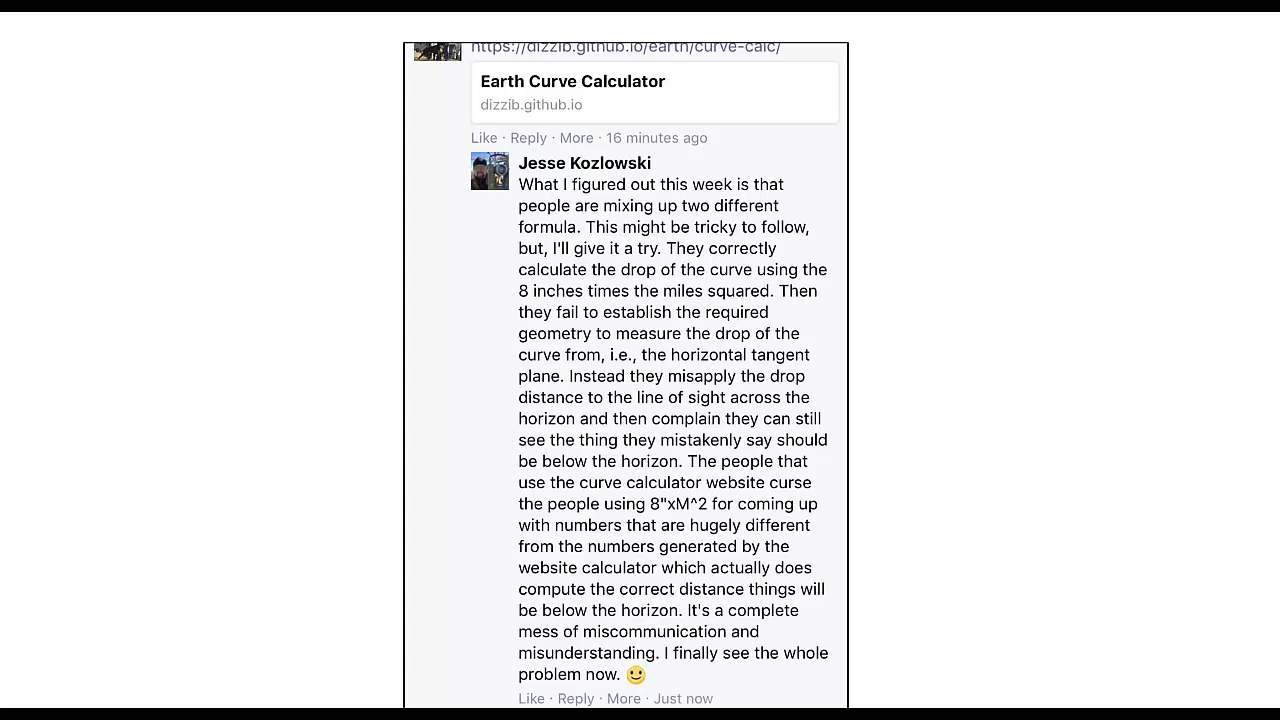 https://dizzib.github.io/earth/curve-calc/
Earth Curve Calculator
dizzib.github.io
Like · Reply · More · 16 minutes ago
Jesse Kozlowski
What I figured out this week is that
people are mixing up two different
formula. This might be tricky to follow,
but, I'll give it a try. They correctly
calculate the drop of the curve using the
8 inches times the miles squared. Then
they fail to establish the required
geometry to measure the drop of the
curve from, i.e., the horizontal tangent
plane. Instead they misapply the drop
distance to the line of sight across the
horizon and then complain they can still
see the thing they mistakenly say should
be below the horizon. The people that
use the curve calculator website curse
the people using 8"xM^2 for coming up
with numbers that are hugely different
from the numbers generated by the
website calculator which actually does
compute the correct distance things will
be below the horizon. It's a complete
mess of miscommunication and
misunderstanding. I finally see the whole
problem now. 🙂
Like · Reply · More · Just now